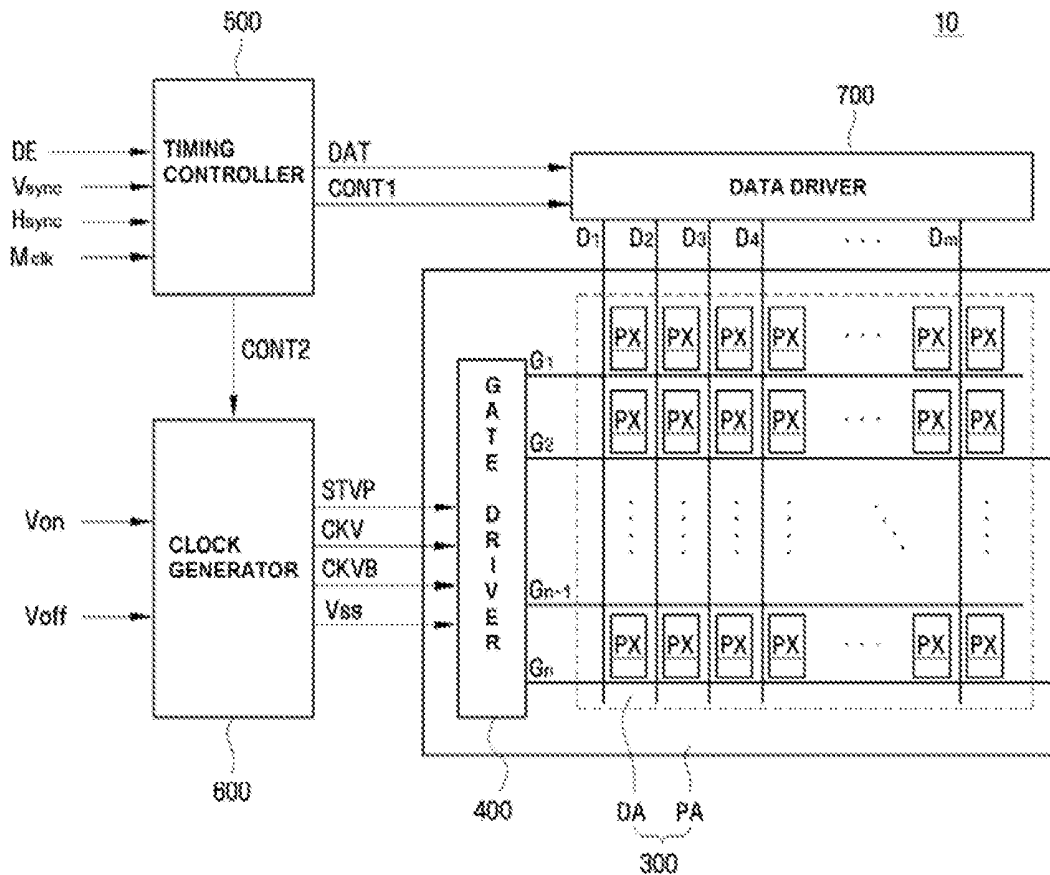 500
10
TIMING
CONTROLLER
DE
Vsync
Hsync
Mclk
DAT
CONT1
700
DATA DRIVER
D1 D2 D3 D4 . . . Dm
CONT2
PX PX PX PX . . . PX PX
G1
PX PX PX PX . . . PX PX
G2
GATE DRIVER
CLOCK
GENERATOR
Von
Voff
STVP
CKV
CKVB
Vss
Gn-1
PX PX PX PX . . . PX PX
Gn
600
400
DA PA
300